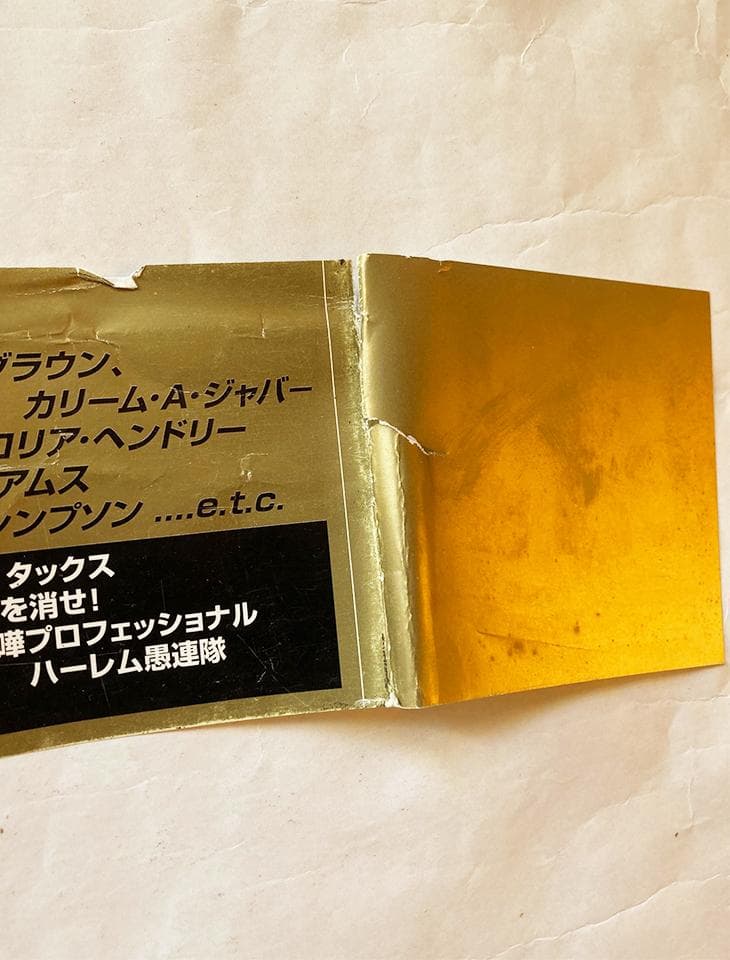 ブラウン、
カリーム・A・ジャバー
ロリア・ヘンドリー
アムス
ンプソン ....e.t.c.
タックス
を消せ!
嘩プロフェッショナル
ハーレム愚連隊